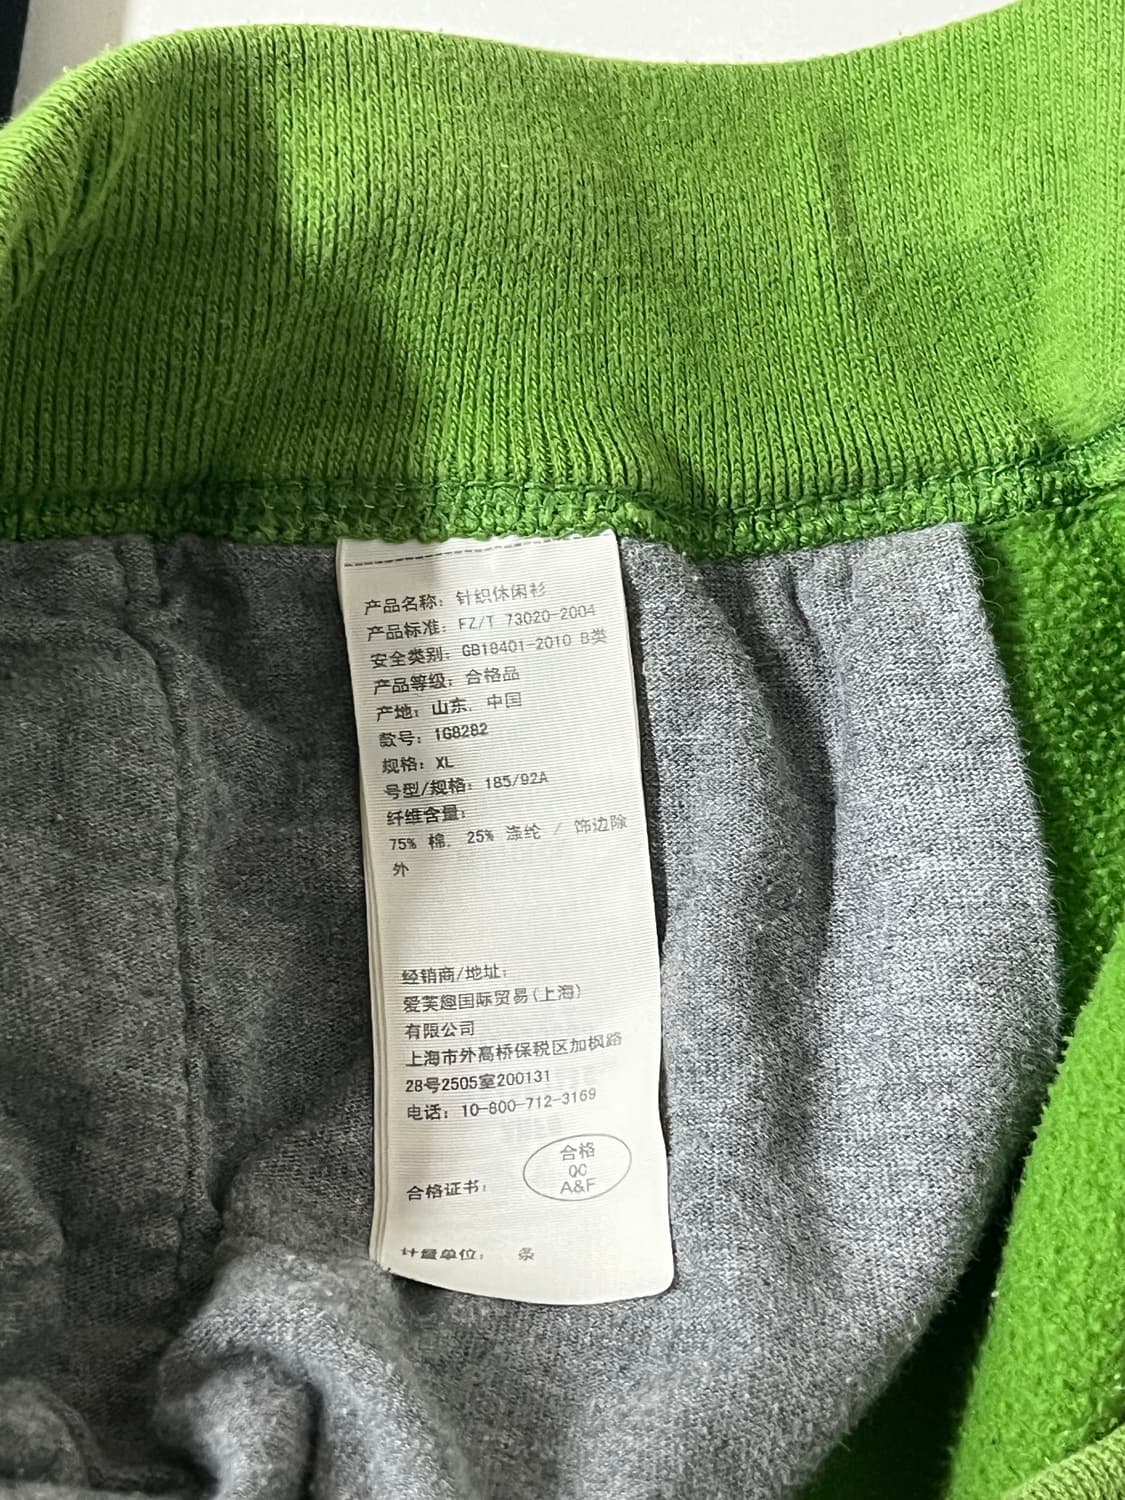 产品名称：针织休闲衫
产品标准：FZ/T 73020-2004
安全类别：GB18401-2010 B类
产品等级：合格品
产地：山东，中国
款号：1G8282
规格：XL
号型/规格：185/92A
纤维含量：
75% 棉，25% 涤纶 / 饰边除
外
经销商/地址：
爱芙趣国际贸易(上海)
有限公司
上海市外高桥保税区加枫路
28号2505室200131
电话：10-800-712-3169
合格
QC
A&F
合格证书：
计量单位： 条